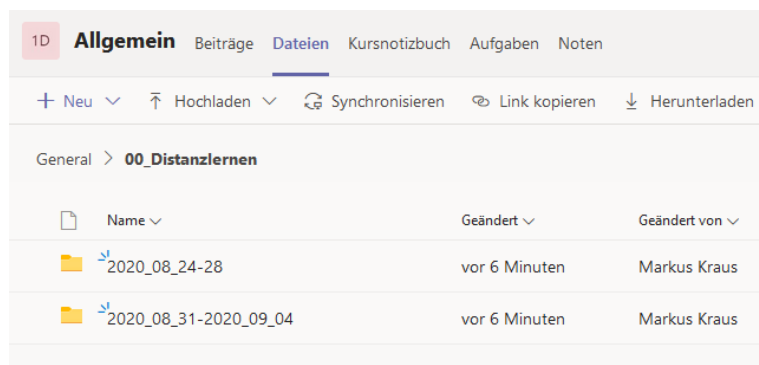 1D Allgemein Beiträge Dateien Kursnotizbuch Aufgaben Noten
Neu Hochladen Synchronisieren Link kopieren Herunterladen
General > 00_Distanzlernen
Name Geändert Geändert von
2020_08_24-28 vor 6 Minuten Markus Kraus
2020_08_31-2020_09_04 vor 6 Minuten Markus Kraus